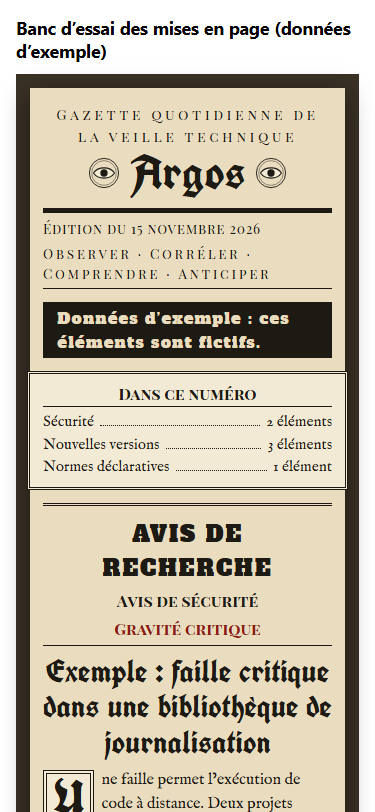 Banc d’essai des mises en page (données
d’exemple)
Gazette quotidienne de
la veille technique
Argos
Édition du 15 novembre 2026
Observer · Corréler ·
Comprendre · Anticiper
Données d’exemple : ces
éléments sont fictifs.
Dans ce numéro
Sécurité 2 éléments
Nouvelles versions 3 éléments
Normes déclaratives 1 élément
AVIS DE
RECHERCHE
Avis de sécurité
Gravité critique
Exemple : faille critique
dans une bibliothèque de
journalisation
Une faille permet l’exécution de
code à distance. Deux projets